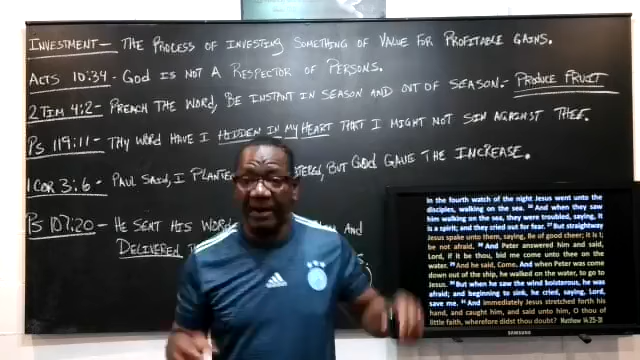 INVESTMENT - THE PROCESS OF INVESTING SOMETHING OF VALUE FOR PROFITABLE GAINS.
ACTS 10:34 - GOD IS NOT A RESPECTOR OF PERSONS.
2 TIM 4:2 - PREACH THE WORD, BE INSTANT IN SEASON AND OUT OF SEASON. - PRODUCE FRUIT
PS 119:11 - THY WORD HAVE I HIDDEN IN MY HEART THAT I MIGHT NOT SIN AGAINST THEE.
1 COR 3:6 - PAUL SAID, I PLANTE TERED, BUT GOD GAVE THE INCREASE.
PS 107:20 - HE SENT HIS WORD AND
DELIVERED
adidas
in the fourth watch of the night Jesus went unto the
disciples, walking on the sea. 26 And when they saw
him walking on the sea, they were troubled, saying, It
is a spirit; and they cried out for fear. 27 But straightway
Jesus spake unto them, saying, Be of good cheer; it is I;
be not afraid. 28 And Peter answered him and said,
Lord, if it be thou, bid me come unto thee on the
water. 29 And he said, Come. And when Peter was come
down out of the ship, he walked on the water, to go to
Jesus. 30 But when he saw the wind boisterous, he was
afraid; and beginning to sink, he cried, saying, Lord,
save me. 31 And immediately Jesus stretched forth his
hand, and caught him, and said unto him, O thou of
little faith, wherefore didst thou doubt? Matthew 14:25-31
SAMSUNG